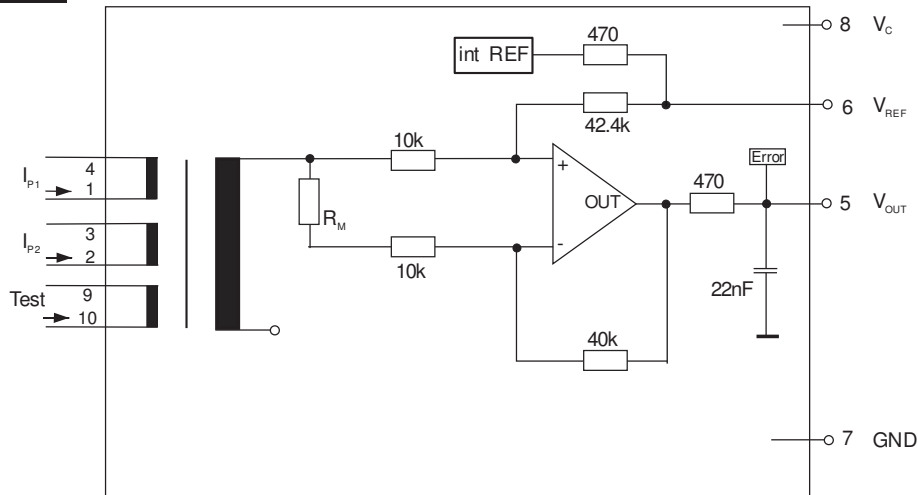 8 V_C
470
int REF
6 V_REF
42.4k
10k
Error
I_P1
4
1
+
470
OUT
5 V_OUT
R_M
3
I_P2
2
-
10k
22nF
Test
9
10
40k
7 GND